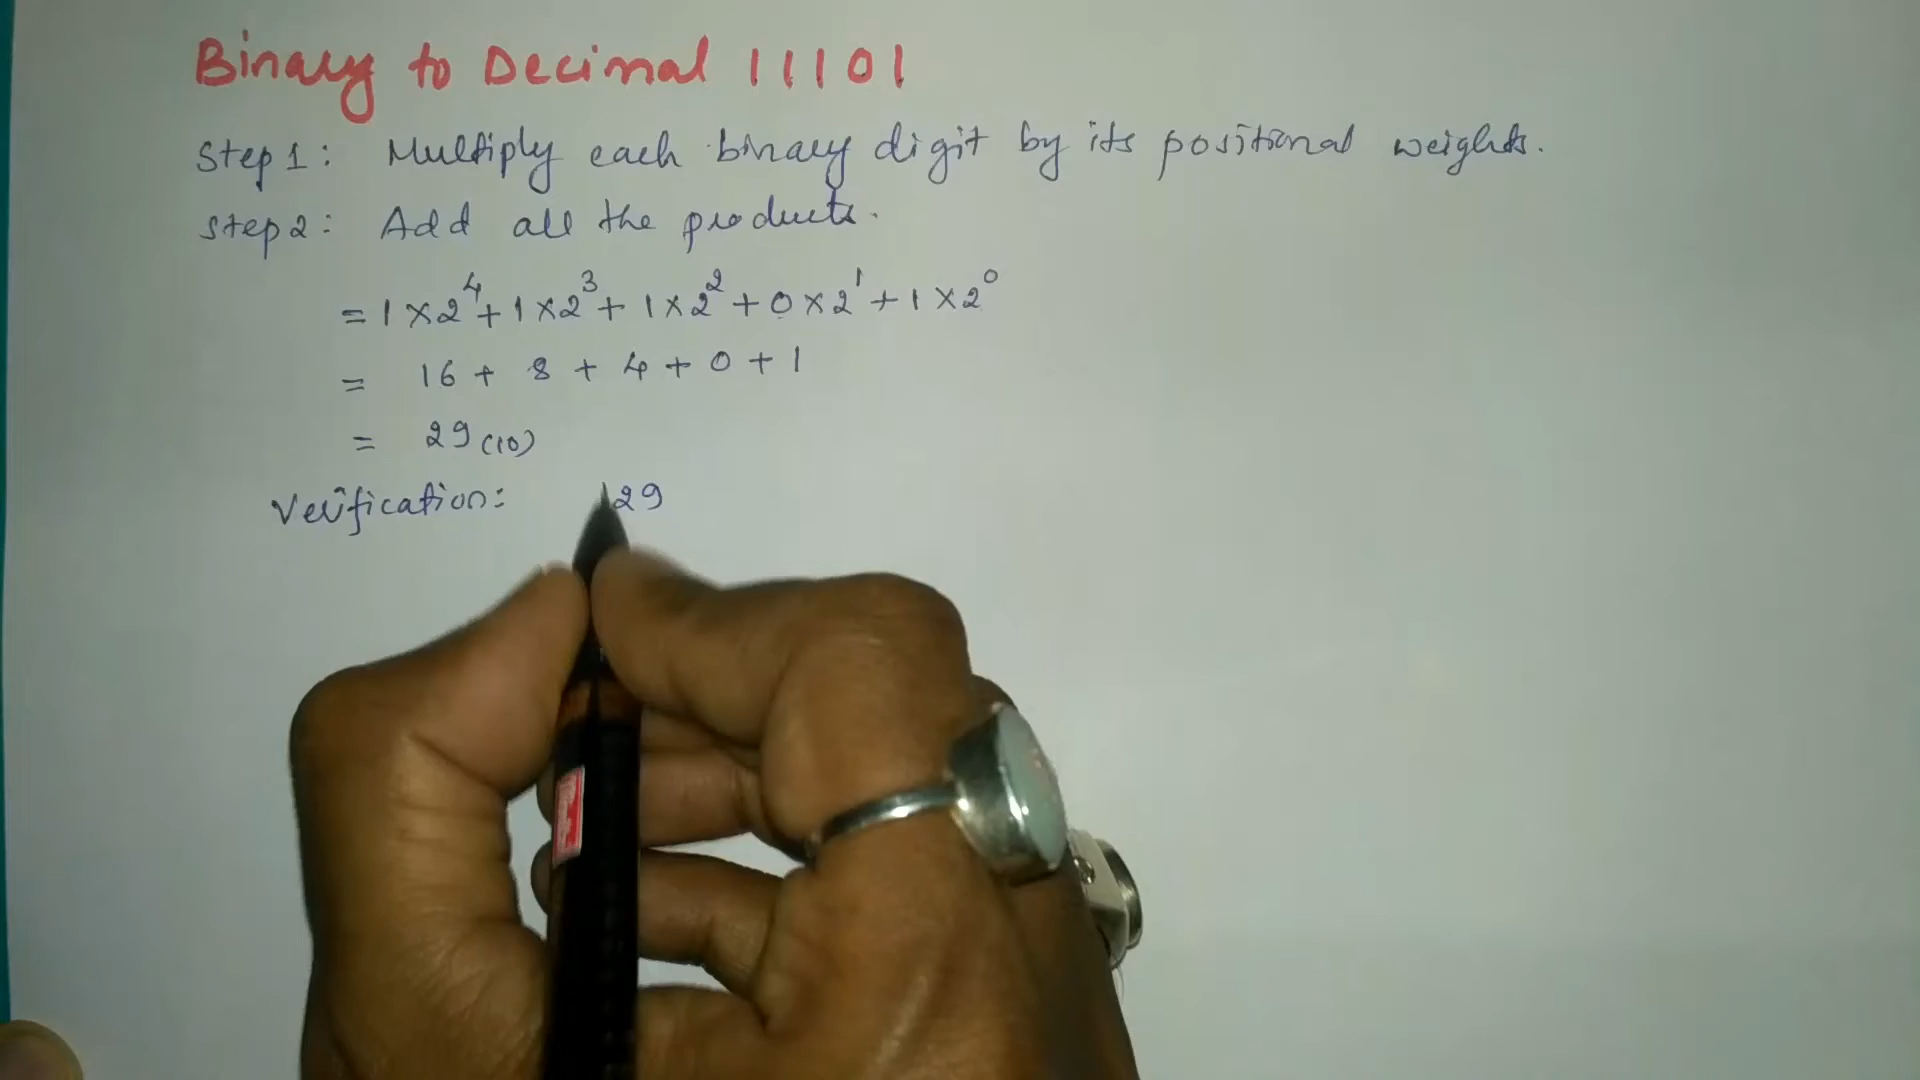 Binary to Decimal 11101
Step 1: Multiply each binary digit by its positional weights.
Step 2: Add all the products.
= 1 × 2⁴ + 1 × 2³ + 1 × 2² + 0 × 2¹ + 1 × 2⁰
= 16 + 8 + 4 + 0 + 1
= 29 (10)
Verification: 29